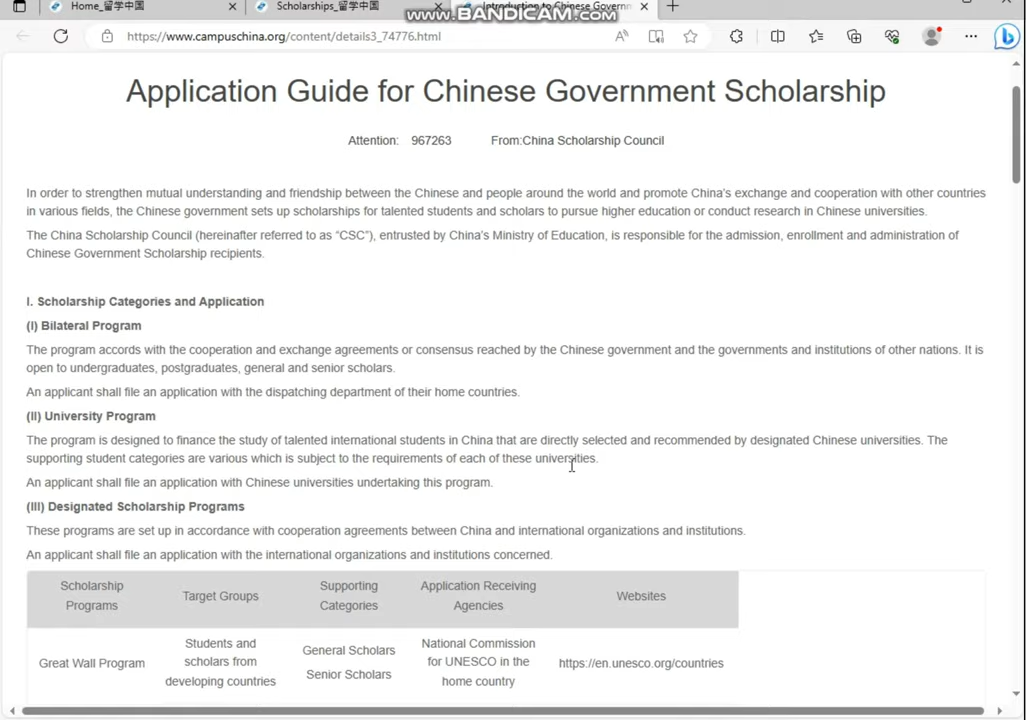 Home_留学中国
Scholarships_留学中国
Introduction to Chinese Governm
www.BANDICAM.com
https://www.campuschina.org/content/details3_74776.html
Application Guide for Chinese Government Scholarship
Attention: 967263 From:China Scholarship Council
In order to strengthen mutual understanding and friendship between the Chinese and people around the world and promote China's exchange and cooperation with other countries
in various fields, the Chinese government sets up scholarships for talented students and scholars to pursue higher education or conduct research in Chinese universities.
The China Scholarship Council (hereinafter referred to as “CSC”), entrusted by China's Ministry of Education, is responsible for the admission, enrollment and administration of
Chinese Government Scholarship recipients.
I. Scholarship Categories and Application
(I) Bilateral Program
The program accords with the cooperation and exchange agreements or consensus reached by the Chinese government and the governments and institutions of other nations. It is
open to undergraduates, postgraduates, general and senior scholars.
An applicant shall file an application with the dispatching department of their home countries.
(II) University Program
The program is designed to finance the study of talented international students in China that are directly selected and recommended by designated Chinese universities. The
supporting student categories are various which is subject to the requirements of each of these universities.
An applicant shall file an application with Chinese universities undertaking this program.
(III) Designated Scholarship Programs
These programs are set up in accordance with cooperation agreements between China and international organizations and institutions.
An applicant shall file an application with the international organizations and institutions concerned.
Scholarship
Programs
Target Groups
Supporting
Categories
Application Receiving
Agencies
Websites
Great Wall Program
Students and
scholars from
developing countries
General Scholars
Senior Scholars
National Commission
for UNESCO in the
home country
https://en.unesco.org/countries